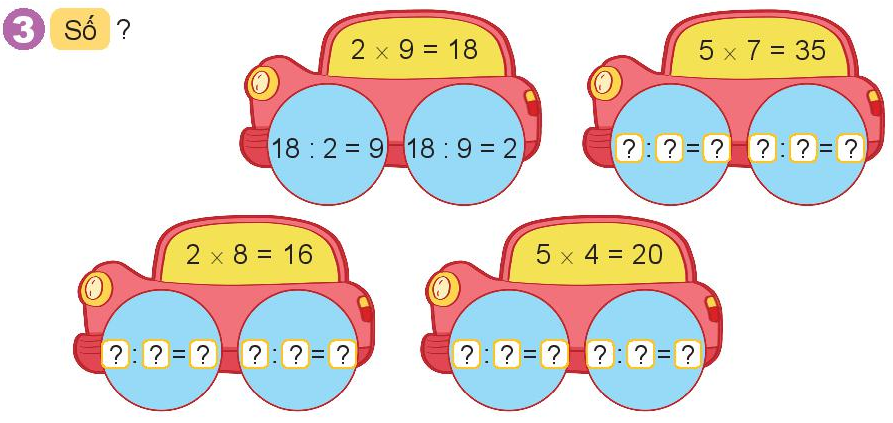 3 Số ?
2 × 9 = 18
18 : 2 = 9 18 : 9 = 2
5 × 7 = 35
? : ? = ? ? : ? = ?
2 × 8 = 16
? : ? = ? ? : ? = ?
5 × 4 = 20
? : ? = ? ? : ? = ?